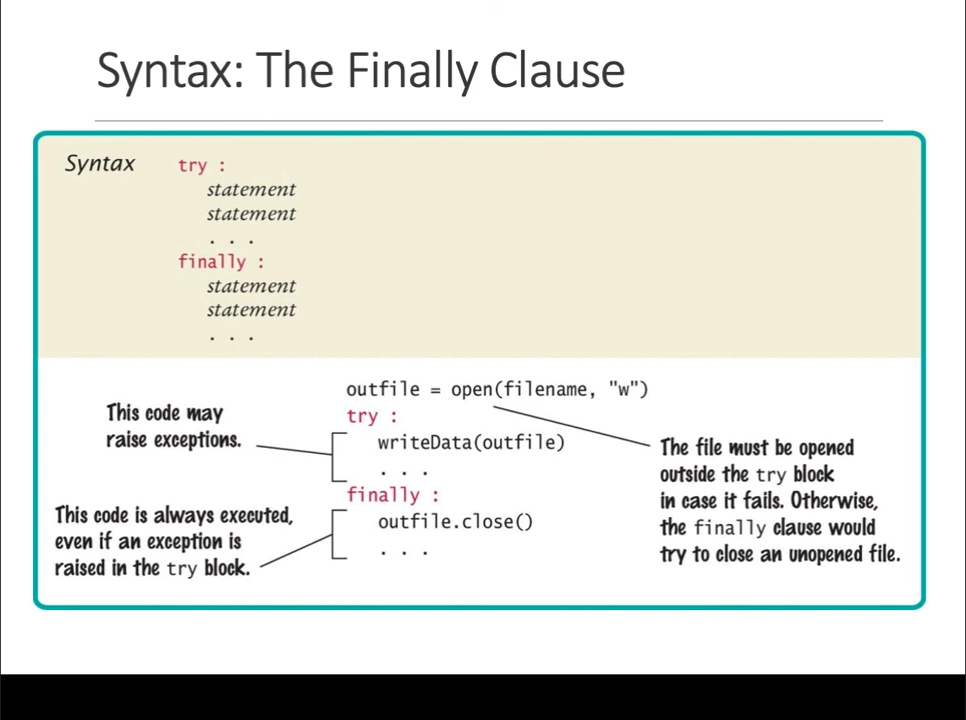 Syntax: The Finally Clause
Syntax
try :
statement
statement
. . .
finally :
statement
statement
. . .
outfile = open(filename, "w")
try :
writeData(outfile)
. . .
finally :
outfile.close()
. . .
This code may
raise exceptions.
This code is always executed,
even if an exception is
raised in the try block.
The file must be opened
outside the try block
in case it fails. Otherwise,
the finally clause would
try to close an unopened file.